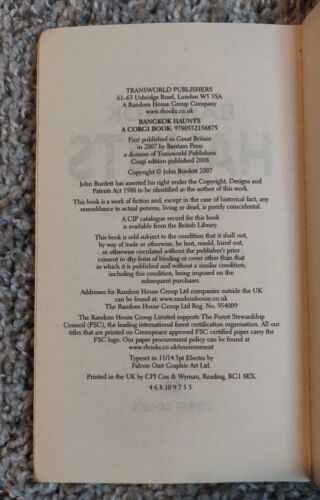 TRANSWORLD PUBLISHERS
61–63 Uxbridge Road, London W5 5SA
A Random House Group Company
www.rbooks.co.uk
BANGKOK HAUNTS
A CORGI BOOK: 9780552156875
First published in Great Britain
in 2007 by Bantam Press
a division of Transworld Publishers
Corgi edition published 2008
Copyright © John Burdett 2007
John Burdett has asserted his right under the Copyright, Designs and
Patents Act 1988 to be identified as the author of this work.
This book is a work of fiction and, except in the case of historical fact, any
resemblance to actual persons, living or dead, is purely coincidental.
A CIP catalogue record for this book
is available from the British Library.
This book is sold subject to the condition that it shall not,
by way of trade or otherwise, be lent, resold, hired out,
or otherwise circulated without the publisher's prior
consent in any form of binding or cover other than that
in which it is published and without a similar condition,
including this condition, being imposed on the
subsequent purchaser.
Addresses for Random House Group Ltd companies outside the UK
can be found at: www.randomhouse.co.uk
The Random House Group Ltd Reg. No. 954009
The Random House Group Limited supports The Forest Stewardship
Council (FSC), the leading international forest certification organisation. All our
titles that are printed on Greenpeace approved FSC certified paper carry the
FSC logo. Our paper procurement policy can be found at:
www.rbooks.co.uk/environment
Typeset in 11/14.5pt Electra by
Falcon Oast Graphic Art Ltd.
Printed in the UK by CPI Cox & Wyman, Reading, RG1 8EX.
4 6 8 10 9 7 5 3